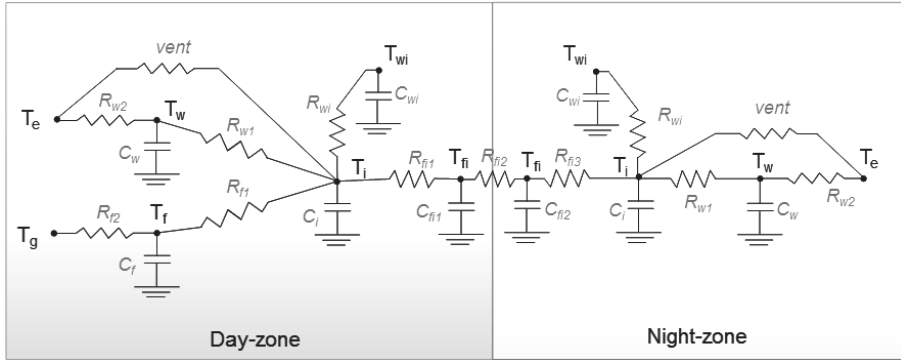 vent
T_wi
R_wi
C_wi
T_e
R_w2
T_w
R_w1
C_w
T_i
R_fi1
T_fi
R_fi2
T_fi
R_fi3
C_i
C_fi1
C_fi2
T_g
R_f2
T_f
R_f1
C_f
Day-zone
T_wi
C_wi
R_wi
vent
T_i
T_w
T_e
R_w1
R_w2
C_i
C_w
Night-zone